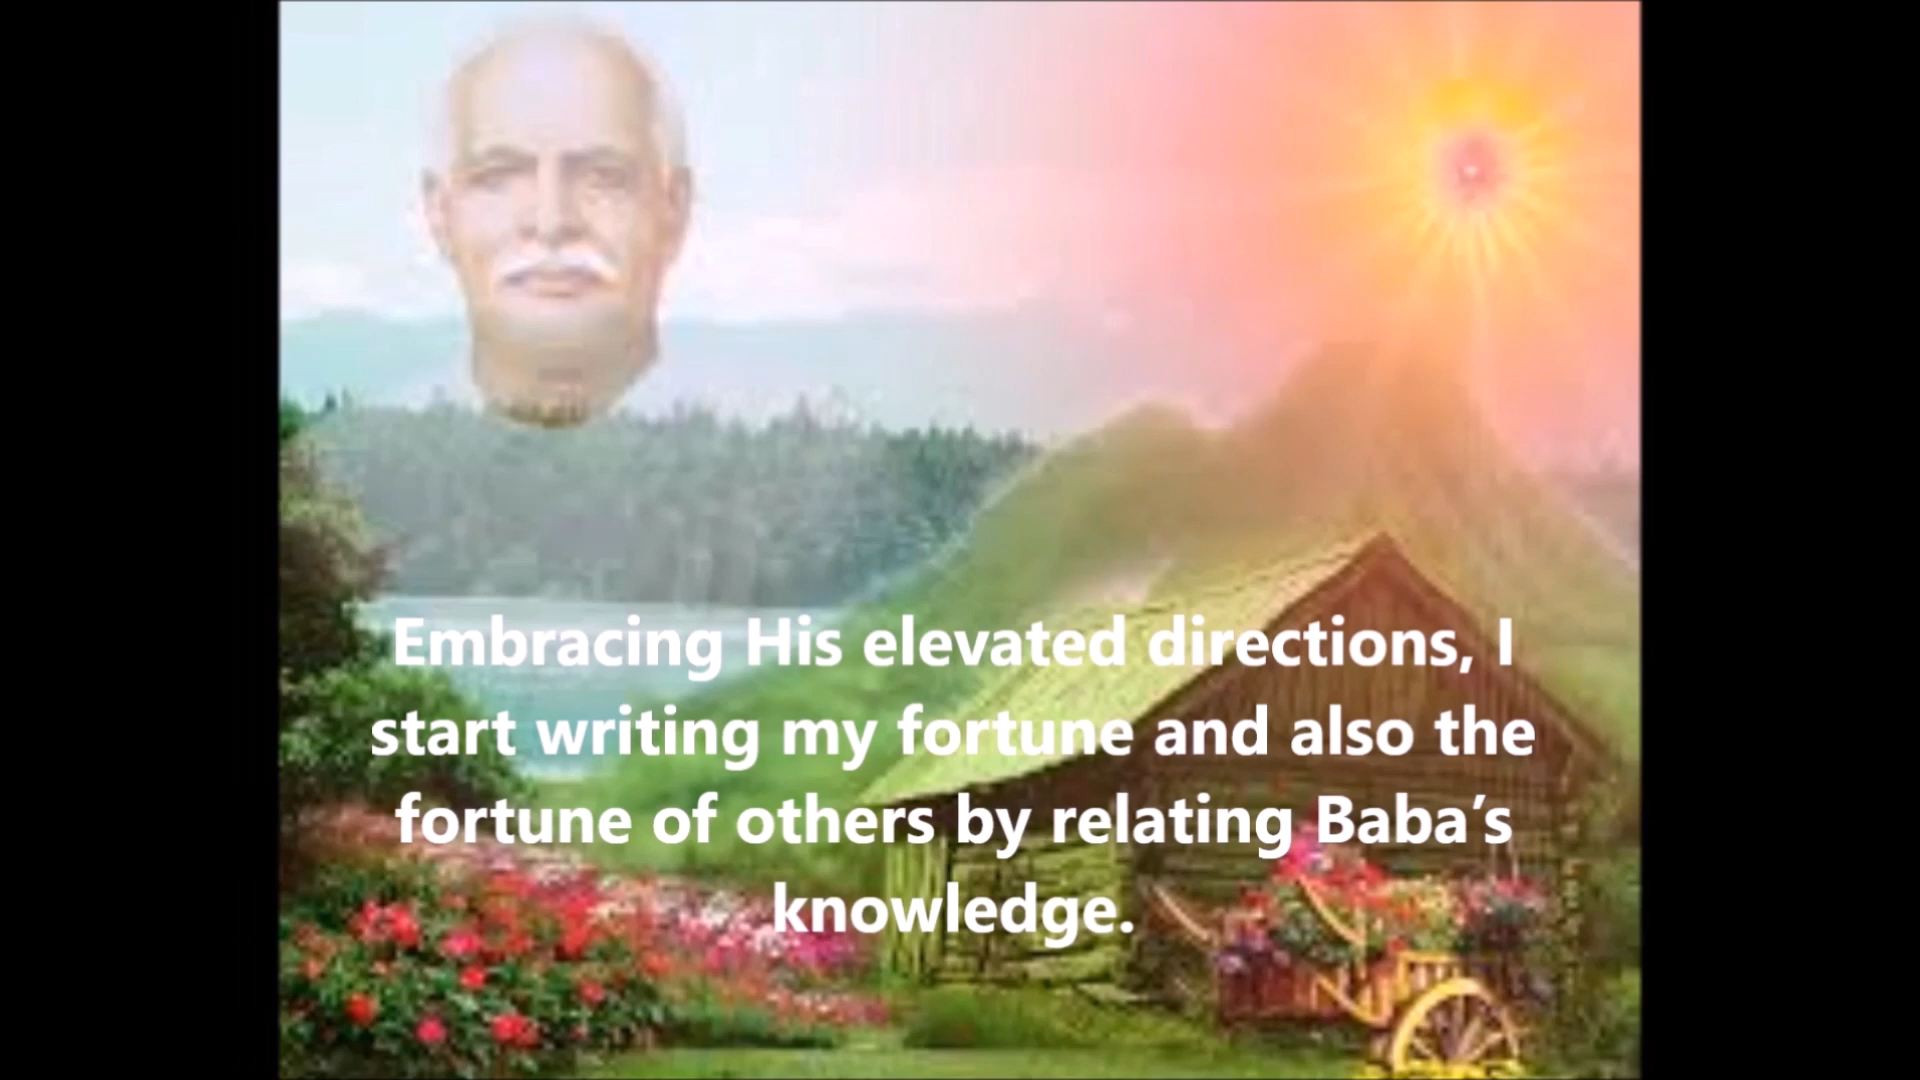 Embracing His elevated directions, I
start writing my fortune and also the
fortune of others by relating Baba’s
knowledge.